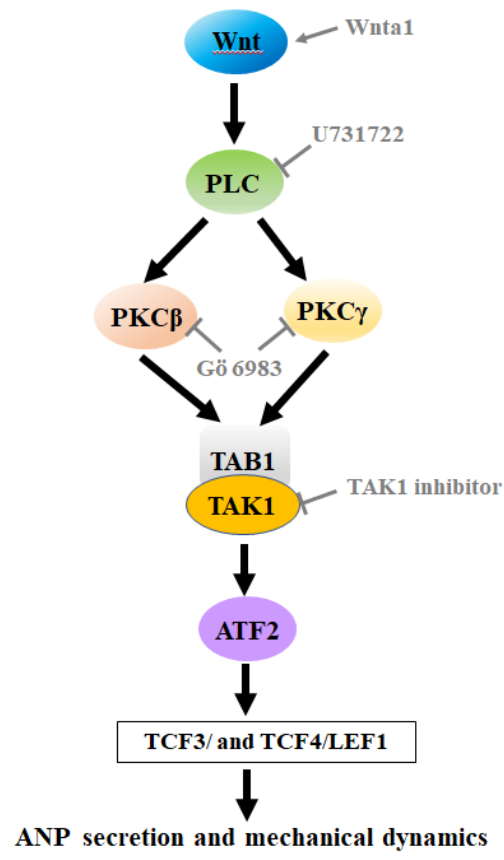 Wnt
Wnta1
U731722
PLC
PKCβ
PKCγ
Gö 6983
TAB1
TAK1
TAK1 inhibitor
ATF2
TCF3/ and TCF4/LEF1
ANP secretion and mechanical dynamics